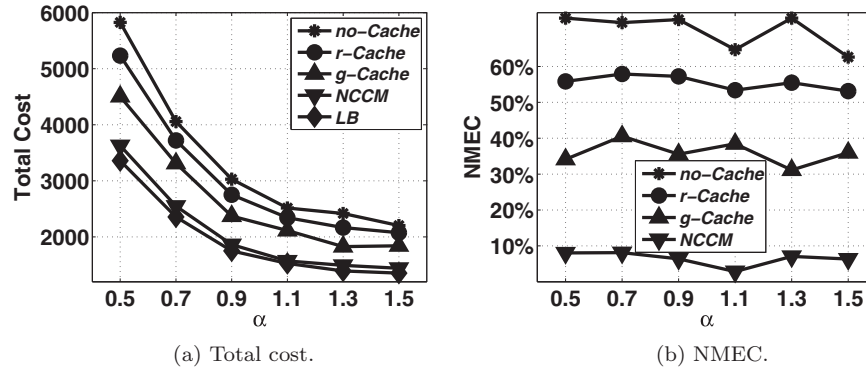 Total Cost
6000
5000
4000
3000
2000
0.5 0.7 0.9 1.1 1.3 1.5
α
no-Cache
r-Cache
g-Cache
NCCM
LB
(a) Total cost.
NMEC
60%
50%
40%
30%
20%
10%
0.5 0.7 0.9 1.1 1.3 1.5
α
no-Cache
r-Cache
g-Cache
NCCM
(b) NMEC.